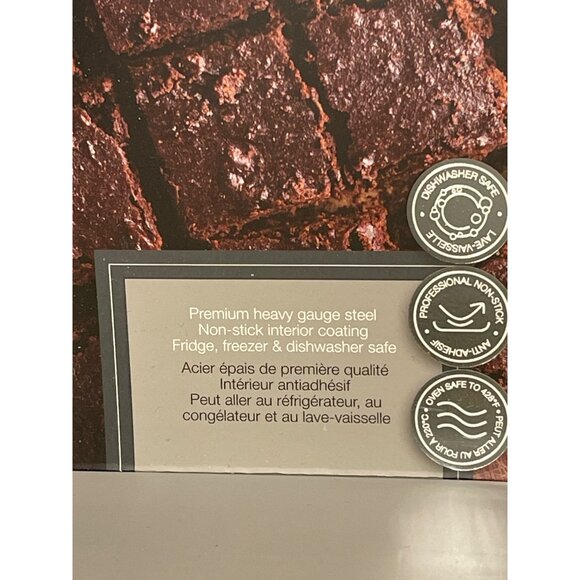 DISHWASHER SAFE
LAVE-VAISSELLE
PROFESSIONAL NON-STICK
ANTI-ADHÉSIF
Premium heavy gauge steel
Non-stick interior coating
Fridge, freezer & dishwasher safe
Acier épais de première qualité
Intérieur antiadhésif
Peut aller au réfrigérateur, au
congélateur et au lave-vaisselle
OVEN SAFE TO 428°F
PEUT ALLER AU FOUR À 220°C